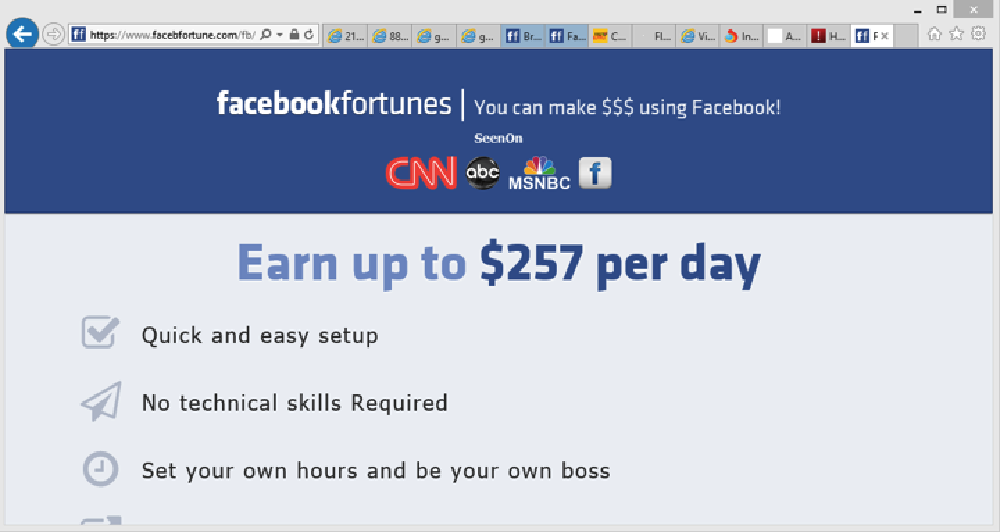 https://www.facebfortune.com/fb/
21...
88...
g...
g...
Br...
Fa...
C...
Fl...
Vi...
In...
A...
H...
F
facebookfortunes | You can make $$$ using Facebook!
SeenOn
CNN abc MSNBC f
Earn up to $257 per day
Quick and easy setup
No technical skills Required
Set your own hours and be your own boss